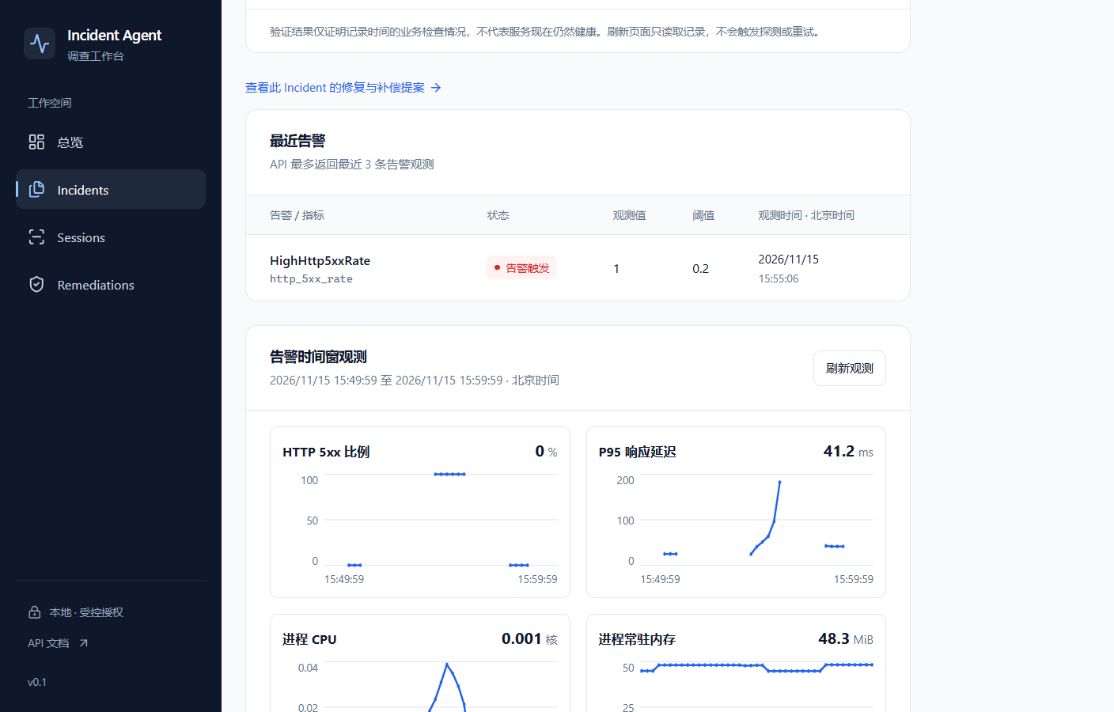 Incident Agent
调查工作台
工作空间
总览
Incidents
Sessions
Remediations
本地 · 受控授权
API 文档
v0.1
验证结果仅证明记录时间的业务检查情况，不代表服务现在仍然健康。刷新页面只读取记录，不会触发探测或重试。
查看此 Incident 的修复与补偿提案 →
最近告警
API 最多返回最近 3 条告警观测
告警 / 指标 状态 观测值 阈值 观测时间 · 北京时间
HighHttp5xxRate 告警触发 1 0.2 2026/11/15
http_5xx_rate 15:55:06
告警时间窗观测
2026/11/15 15:49:59 至 2026/11/15 15:59:59 · 北京时间
刷新观测
HTTP 5xx 比例 0 %
100
50
0
15:49:59 15:59:59
P95 响应延迟 41.2 ms
200
100
0
15:49:59 15:59:59
进程 CPU 0.001 核
0.04
0.02
进程常驻内存 48.3 MiB
50
25